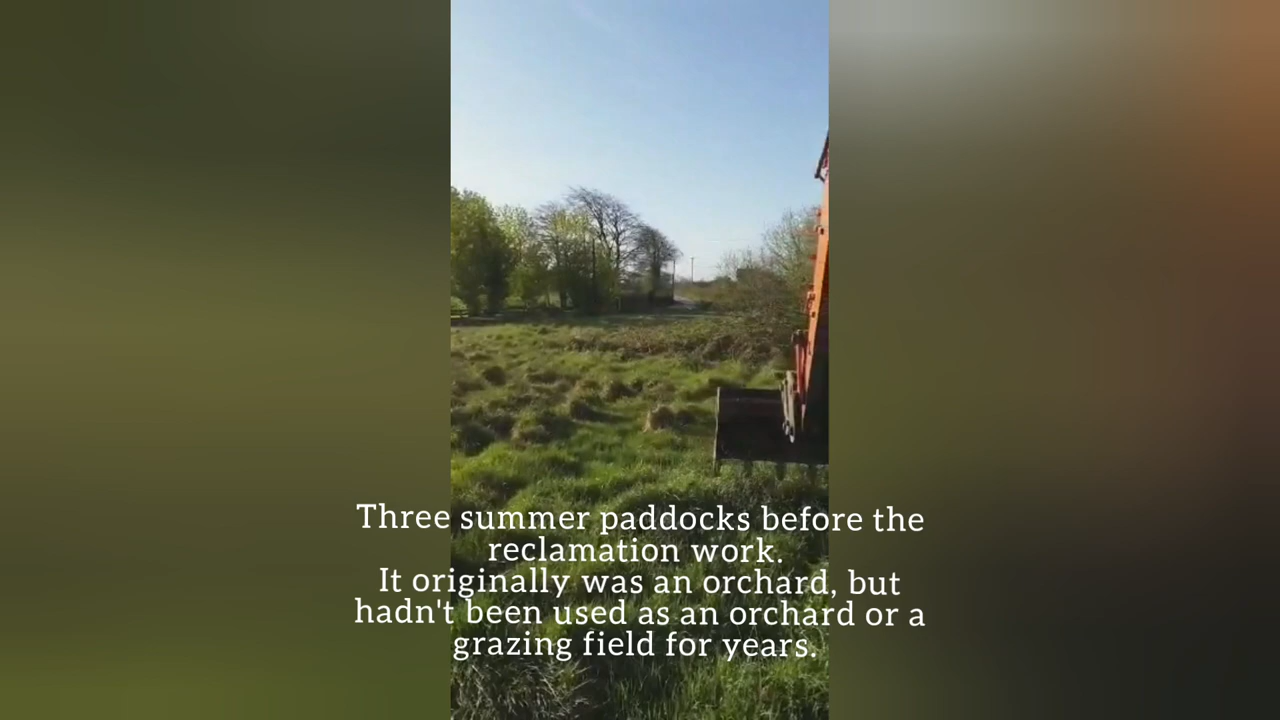 Three summer paddocks before the
reclamation work.
It originally was an orchard, but
hadn't been used as an orchard or a
grazing field for years.